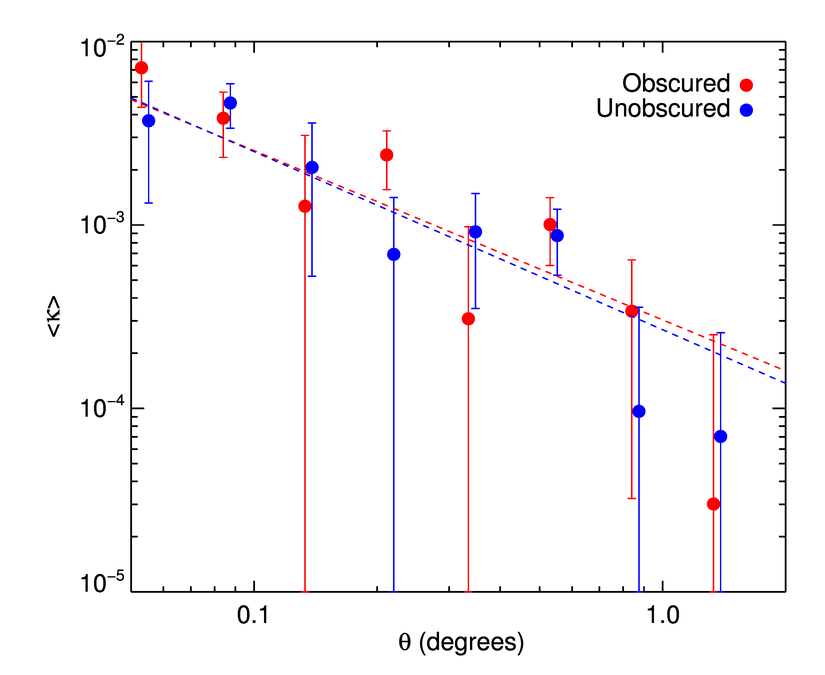 10⁻²
Obscured
Unobscured
10⁻³
<κ>
10⁻⁴
10⁻⁵
0.1
1.0
θ (degrees)